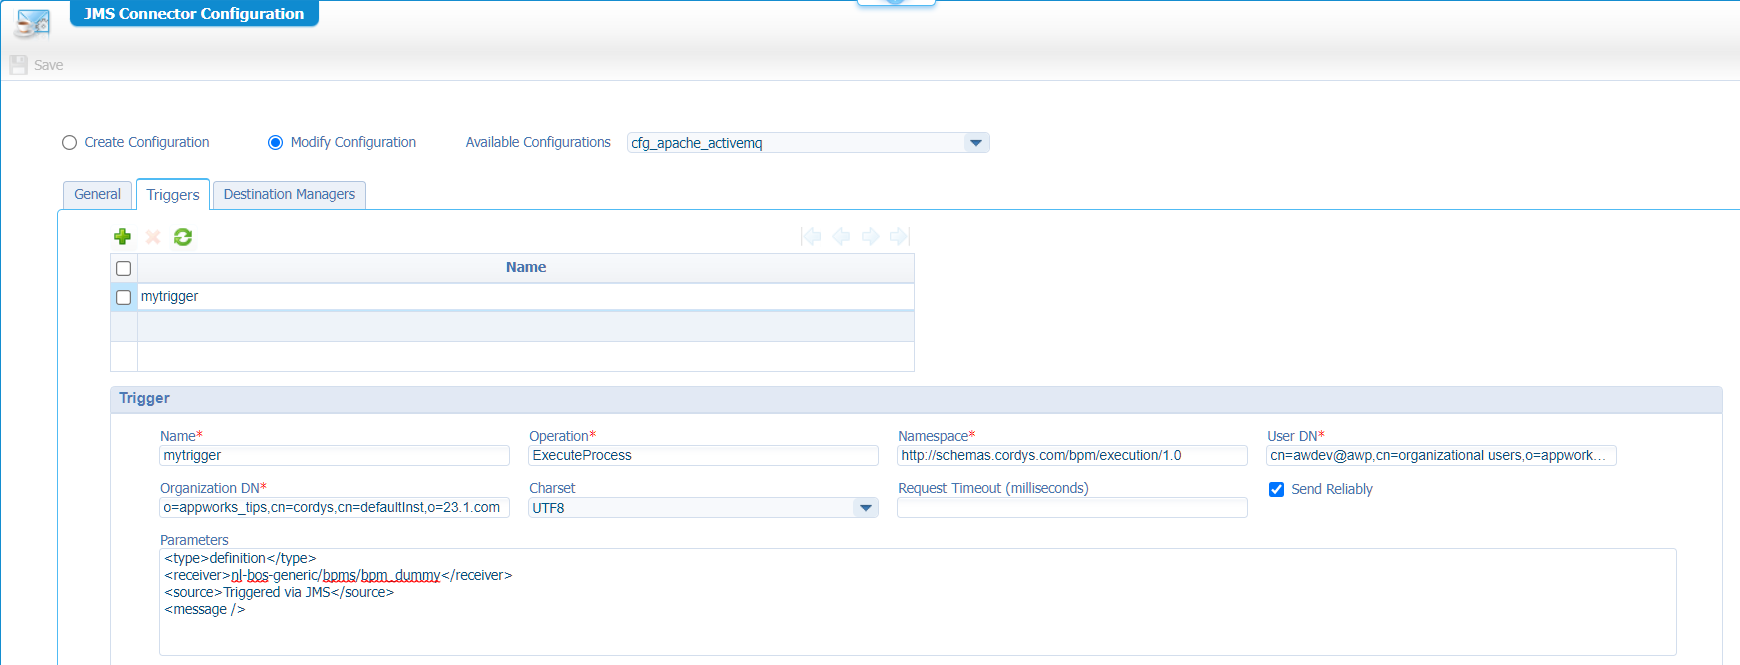 JMS Connector Configuration
Save
Create Configuration Modify Configuration Available Configurations cfg_apache_activemq
General Triggers Destination Managers
Name
mytrigger
Trigger
Name* Operation* Namespace* User DN*
mytrigger ExecuteProcess http://schemas.cordys.com/bpm/execution/1.0 cn=awdev@awp,cn=organizational users,o=appwork...
Organization DN* Charset Request Timeout (milliseconds) Send Reliably
o=appworks_tips,cn=cordys,cn=defaultInst,o=23.1.com UTF8
Parameters
<type>definition</type>
<receiver>nl-bos-generic/bpms/bpm_dummy</receiver>
<source>Triggered via JMS</source>
<message />